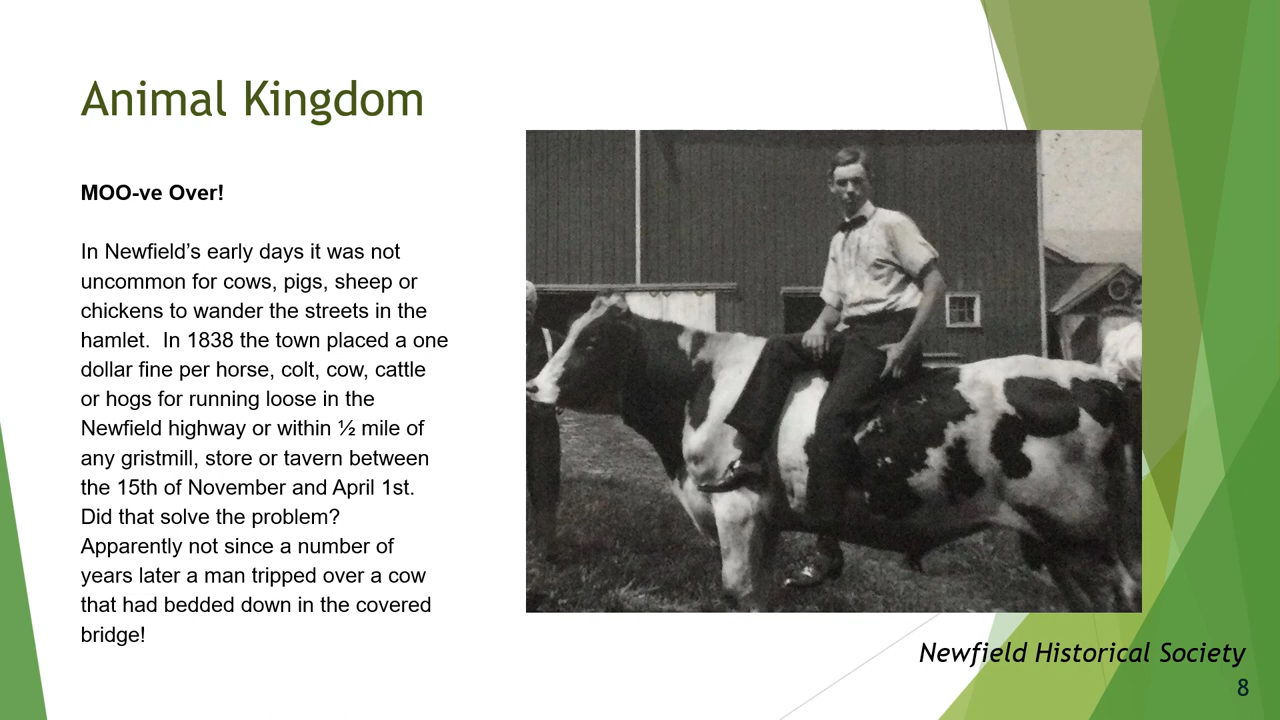 Animal Kingdom
MOO-ve Over!
In Newfield’s early days it was not
uncommon for cows, pigs, sheep or
chickens to wander the streets in the
hamlet.  In 1838 the town placed a one
dollar fine per horse, colt, cow, cattle
or hogs for running loose in the
Newfield highway or within ½ mile of
any gristmill, store or tavern between
the 15th of November and April 1st.
Did that solve the problem?
Apparently not since a number of
years later a man tripped over a cow
that had bedded down in the covered
bridge!
Newfield Historical Society
8